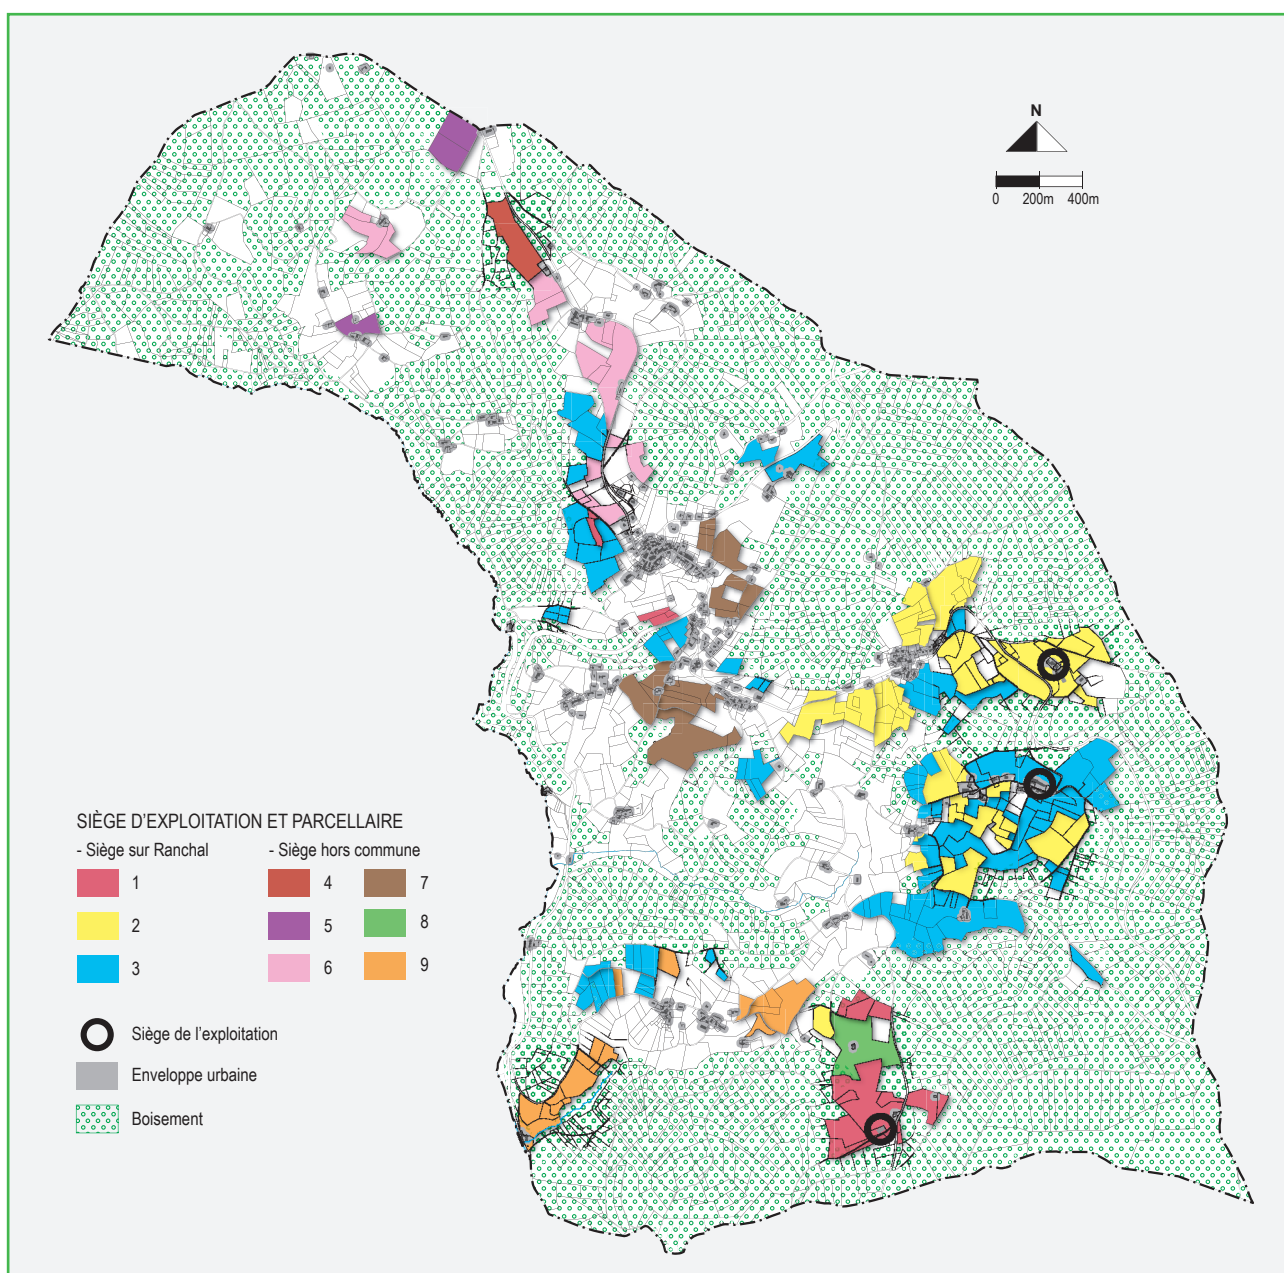 N
0 200m 400m
SIÈGE D'EXPLOITATION ET PARCELLAIRE
- Siège sur Ranchal - Siège hors commune
1 4 7
2 5 8
3 6 9
Siège de l'exploitation
Enveloppe urbaine
Boisement